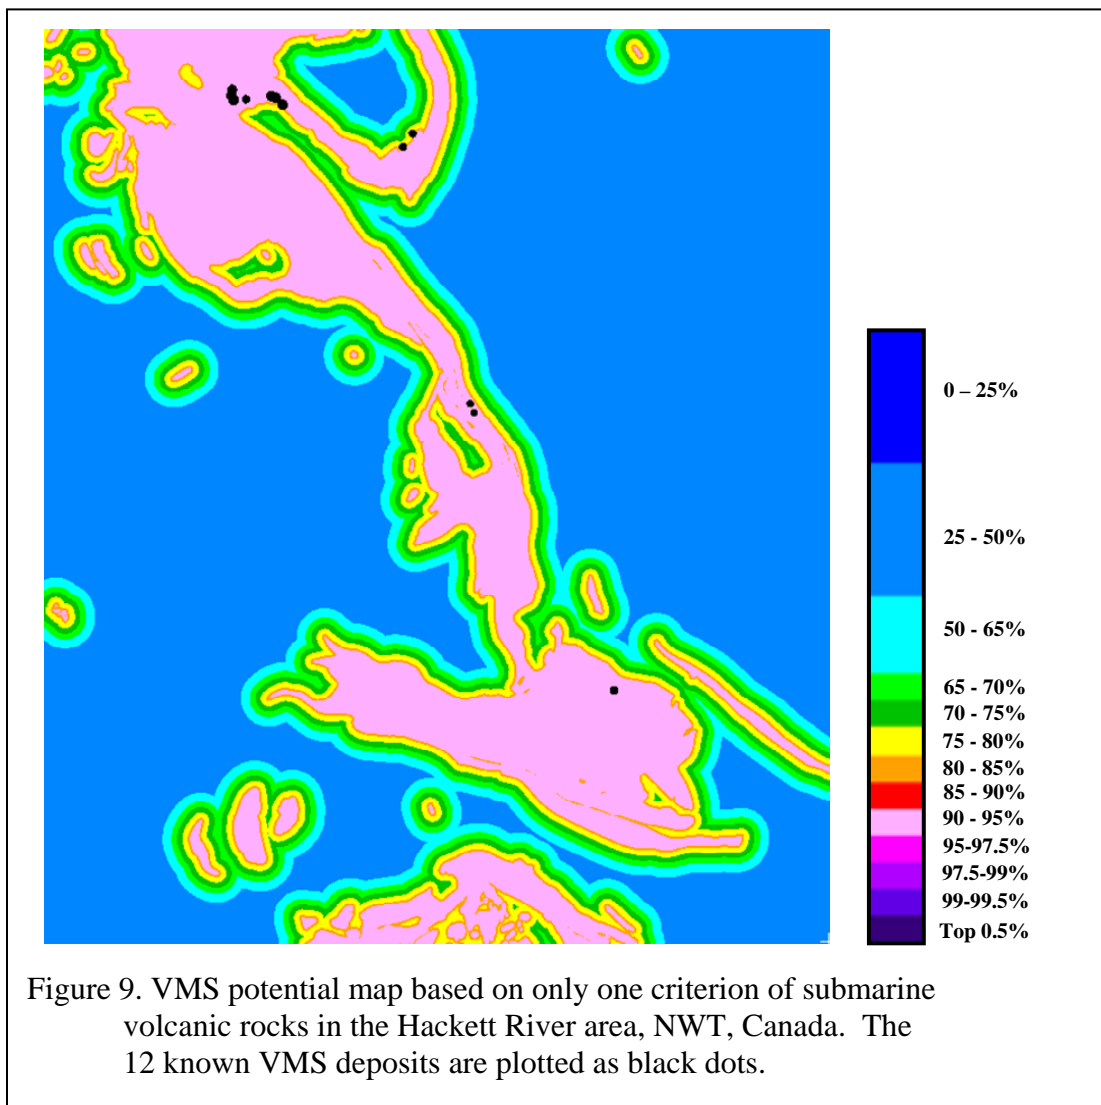 0 – 25%
25 - 50%
50 - 65%
65 - 70%
70 - 75%
75 - 80%
80 - 85%
85 - 90%
90 - 95%
95-97.5%
97.5-99%
99-99.5%
Top 0.5%
Figure 9. VMS potential map based on only one criterion of submarine
volcanic rocks in the Hackett River area, NWT, Canada.  The
12 known VMS deposits are plotted as black dots.